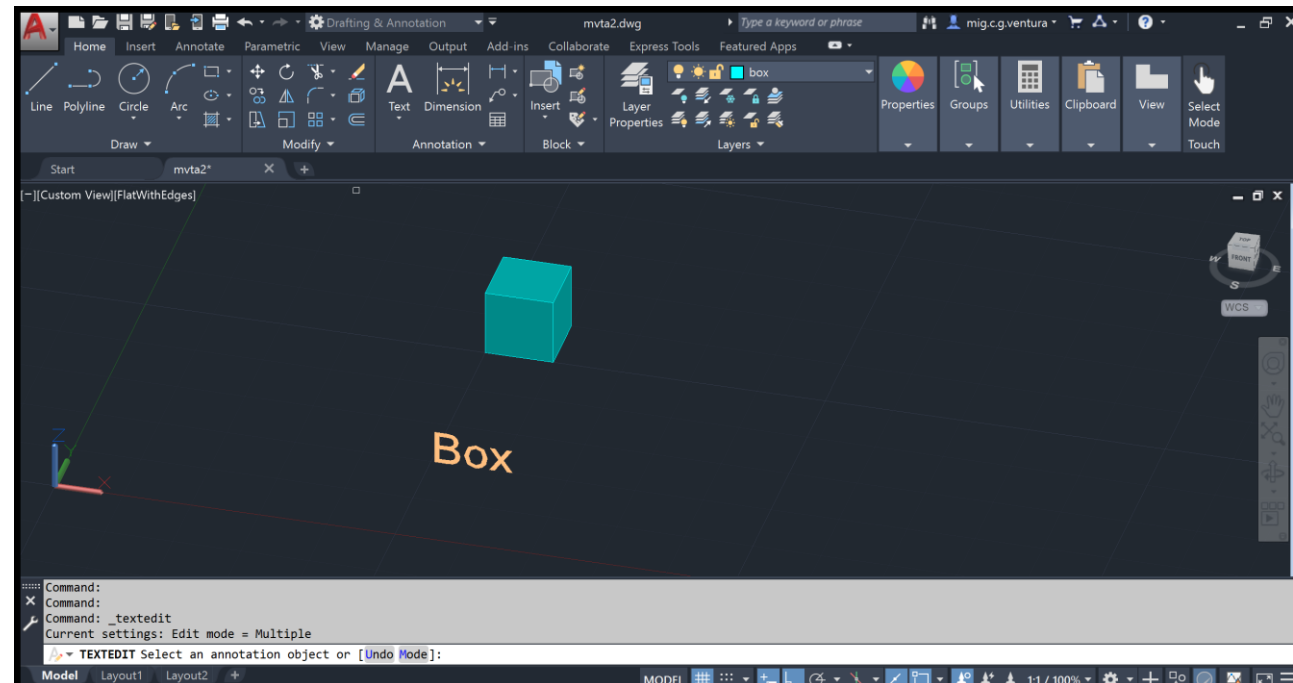 A Drafting & Annotation mvta2.dwg Type a keyword or phrase mig.c.g.ventura ?
Home Insert Annotate Parametric View Manage Output Add-ins Collaborate Express Tools Featured Apps
box
Line Polyline Circle Arc Text Dimension Insert Layer Properties Properties Groups Utilities Clipboard View Select Mode
Draw Modify Annotation Block Layers Touch
Start mvta2* +
[−][Custom View][FlatWithEdges]
TOP
W FRONT E
S
WCS
Box
Z
Y
X
Command:
Command:
Command: _textedit
Current settings: Edit mode = Multiple
TEXTEDIT Select an annotation object or [Undo Mode]:
Model Layout1 Layout2 + MODEL 1:1 / 100%